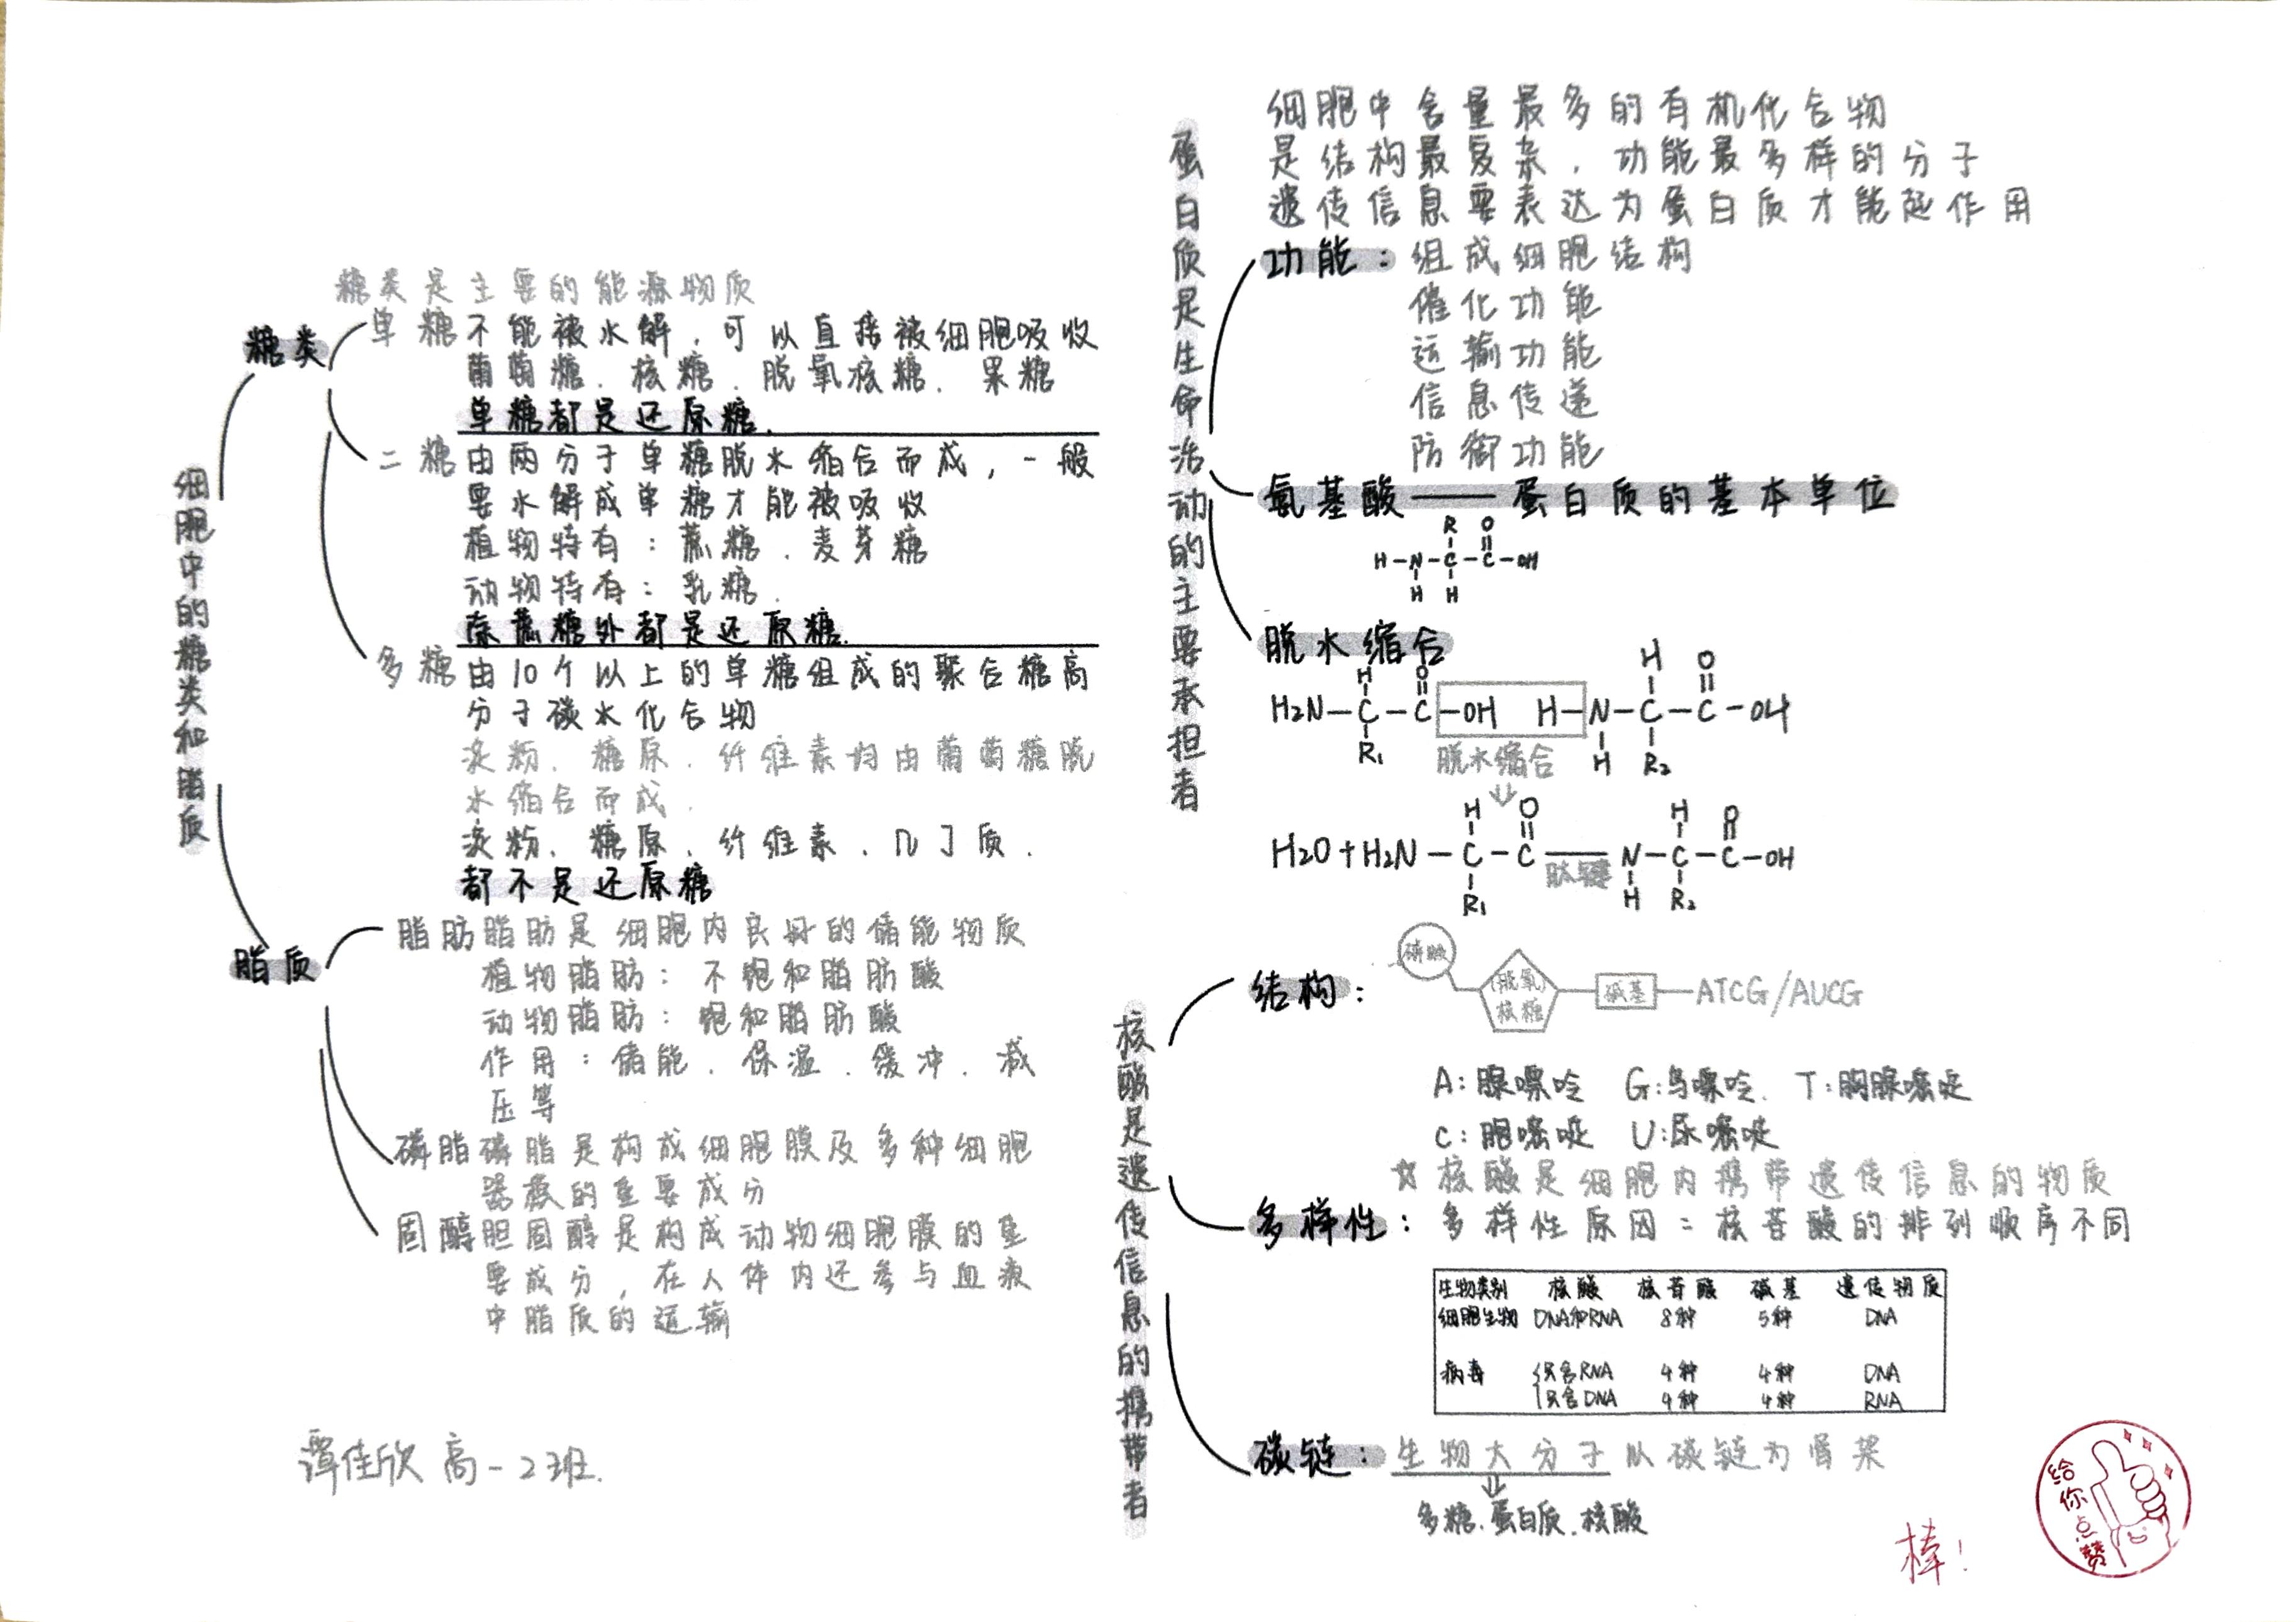 细胞中的糖类和脂质
糖类
糖类是主要的能源物质
单糖 不能被水解，可以直接被细胞吸收
葡萄糖、核糖、脱氧核糖、果糖
单糖都是还原糖.
二糖 由两分子单糖脱水缩合而成，一般
要水解成单糖才能被吸收
植物特有：蔗糖、麦芽糖
动物特有：乳糖.
除蔗糖外都是还原糖.
多糖 由10个以上的单糖组成的聚合糖高
分子碳水化合物
淀粉、糖原、纤维素均由葡萄糖脱
水缩合而成.
淀粉、糖原、纤维素、几丁质.
都不是还原糖
脂质
脂肪 脂肪是细胞内良好的储能物质
植物脂肪：不饱和脂肪酸
动物脂肪：饱和脂肪酸
作用：储能、保温、缓冲、减
压等
磷脂 磷脂是构成细胞膜及多种细胞
器膜的重要成分
固醇 胆固醇是构成动物细胞膜的重
要成分，在人体内还参与血液
中脂质的运输
谭佳欣 高一2班.
蛋白质是生命活动的主要承担者
细胞中含量最多的有机化合物
是结构最复杂，功能最多样的分子
遗传信息要表达为蛋白质才能起作用
功能：组成细胞结构
催化功能
运输功能
信息传递
防御功能
氨基酸——蛋白质的基本单位
R O
H-N-C-C-OH
H H
脱水缩合
H O H O
H2N-C-C-OH H-N-C-C-OH
R1 脱水缩合 H R2
H O H O
H2O+H2N-C-C—N-C-C-OH
肽键
R1 H R2
核酸是遗传信息的携带者
结构：
磷酸
(脱氧)
核糖
碱基 ATCG/AUCG
A:腺嘌呤 G:鸟嘌呤. T:胸腺嘧啶
C:胞嘧啶 U:尿嘧啶
☆核酸是细胞内携带遗传信息的物质
多样性：多样性原因=核苷酸的排列顺序不同
生物类别 核酸 核苷酸 碱基 遗传物质
细胞生物 DNA和RNA 8种 5种 DNA
病毒 只含RNA 4种 4种 DNA
只含DNA 4种 4种 RNA
碳链：生物大分子以碳链为骨架
多糖、蛋白质、核酸
棒!
给你点赞